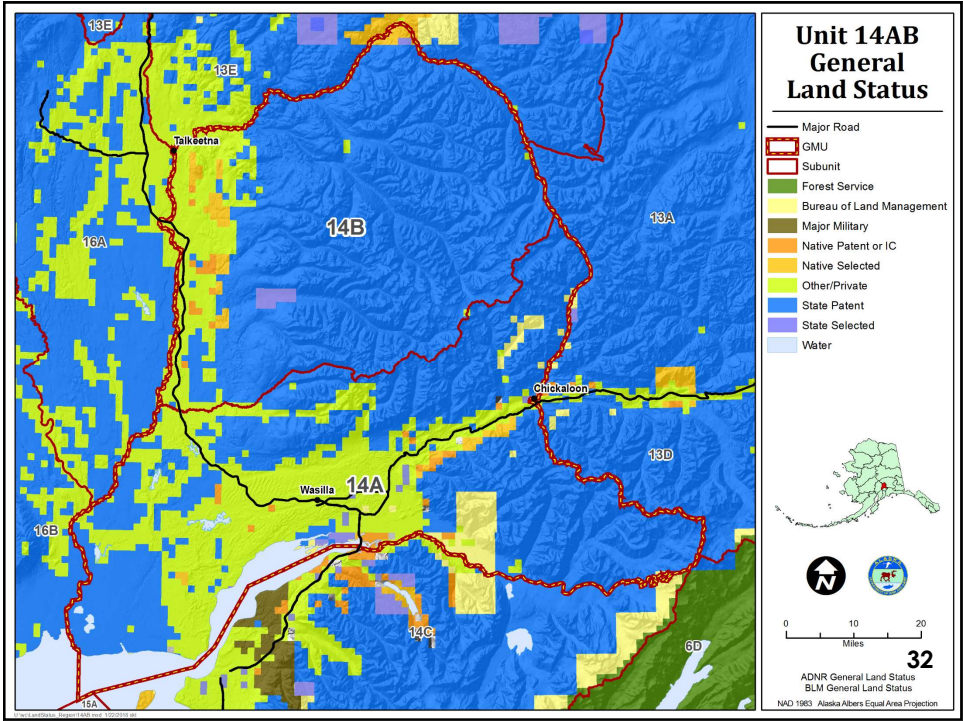 13E
13E
Talkeetna
14B
13A
16A
Chickaloon
13D
Wasilla
14A
16B
14C
6D
15A
Unit 14AB
General
Land Status
Major Road
GMU
Subunit
Forest Service
Bureau of Land Management
Major Military
Native Patent or IC
Native Selected
Other/Private
State Patent
State Selected
Water
N
0 10 20
Miles
32
ADNR General Land Status
BLM General Land Status
NAD 1983 Alaska Albers Equal Area Projection